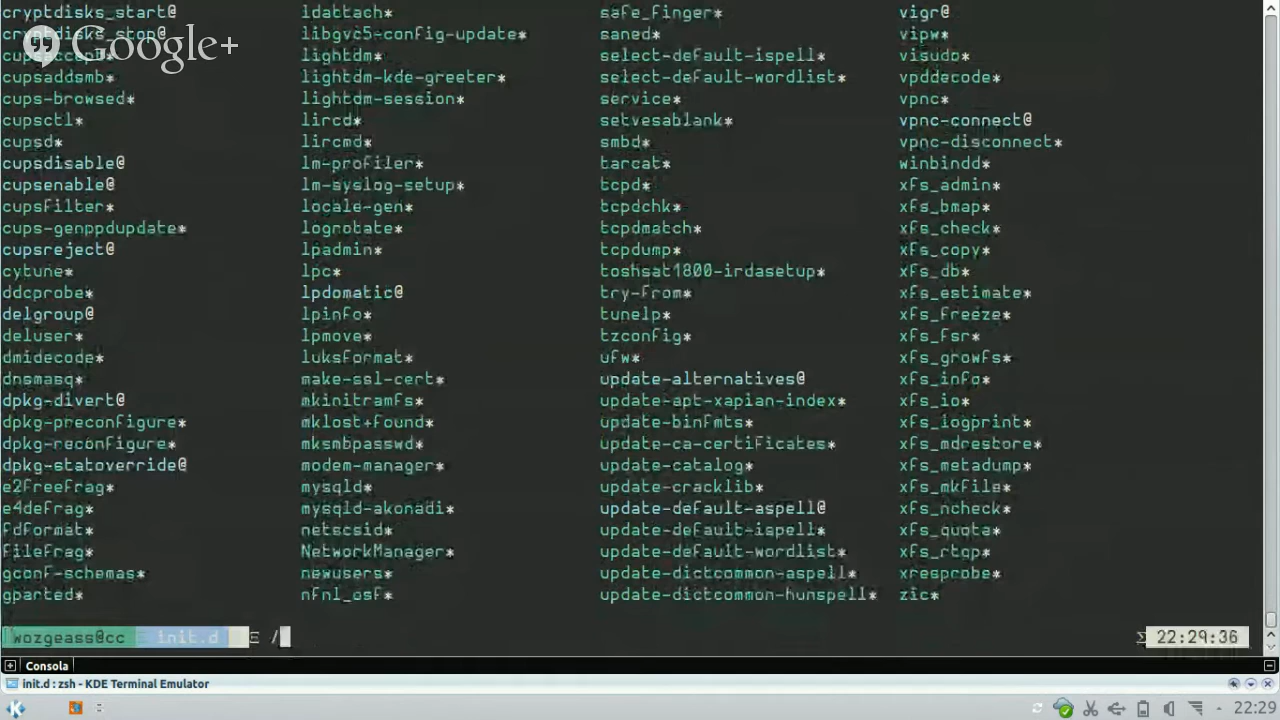 cryptdisks_start@ ldattach* safe_finger* vigr@
cryptdisks_stop@ libgvc5-config-update* saned* vipw*
Google+
cupsaccept* lightdm* select-default-ispell* visudo*
cupsaddsmb* lightdm-kde-greeter* select-default-wordlist* vpddecode*
cups-browsed* lightdm-session* service* vpnc*
cupsctl* lircd* setvesablank* vpnc-connect@
cupsd* lircmd* smbd* vpnc-disconnect*
cupsdisable@ lm-profiler* tarcat* winbindd*
cupsenable@ lm-syslog-setup* tcpd* xfs_admin*
cupsfilter* locale-gen* tcpdchk* xfs_bmap*
cups-genppdupdate* logrotate* tcpdmatch* xfs_check*
cupsreject@ lpadmin* tcpdump* xfs_copy*
cytune* lpc* toshsat1800-irdasetup* xfs_db*
ddcprobe* lpdomatic@ try-from* xfs_estimate*
delgroup@ lpinfo* tunelp* xfs_freeze*
deluser* lpmove* tzconfig* xfs_fsr*
dmidecode* luksformat* ufw* xfs_growfs*
dnsmasq* make-ssl-cert* update-alternatives@ xfs_info*
dpkg-divert@ mkinitramfs* update-apt-xapian-index* xfs_io*
dpkg-preconfigure* mklost+found* update-binfmts* xfs_logprint*
dpkg-reconfigure* mksmbpasswd* update-ca-certificates* xfs_mdrestore*
dpkg-statoverride@ modem-manager* update-catalog* xfs_metadump*
e2freefrag* mysqld* update-cracklib* xfs_mkfile*
e4defrag* mysqld-akonadi* update-default-aspell@ xfs_ncheck*
fdformat* netscsid* update-default-ispell* xfs_quota*
filefrag* NetworkManager* update-default-wordlist* xfs_rtcp*
gconf-schemas* newusers* update-dictcommon-aspell* xresprobe*
gparted* nfnl_osf* update-dictcommon-hunspell* zic*
wozgeass@cc init.d Ξ / Σ 22:29:36
Consola
init.d : zsh - KDE Terminal Emulator
22:29